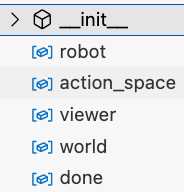 __init__
robot
action_space
viewer
world
done